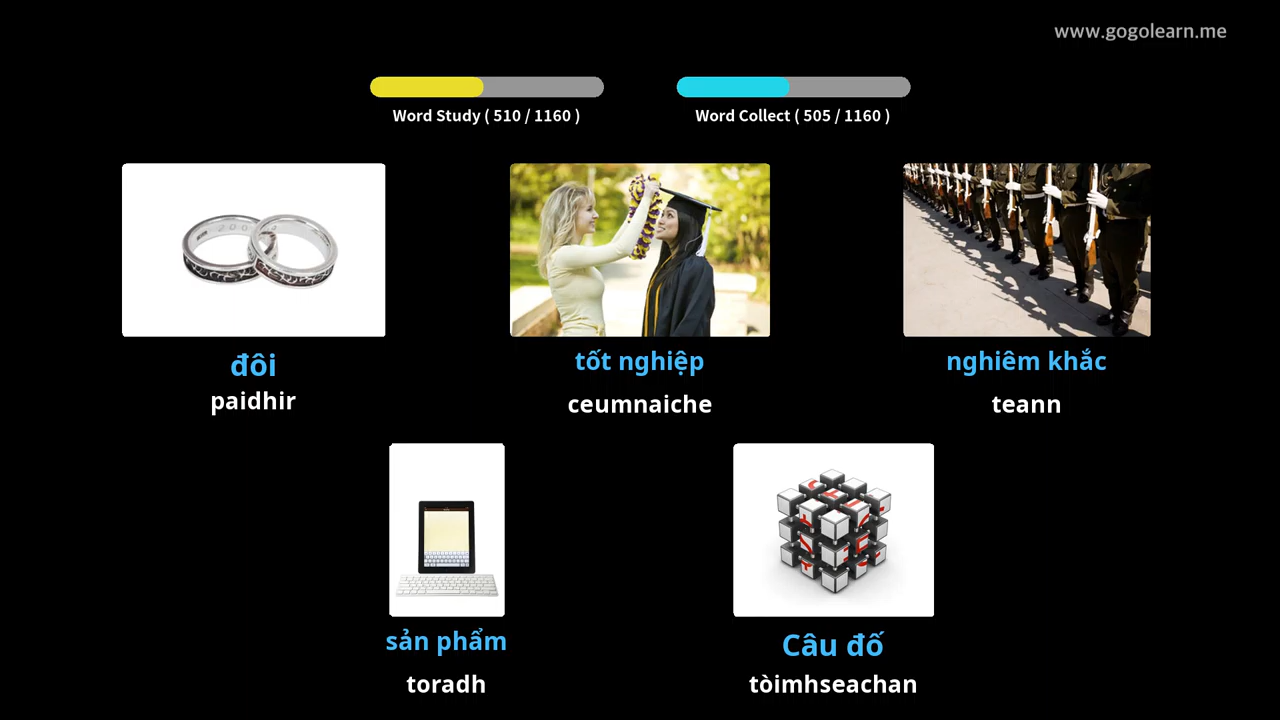 www.gogolearn.me
Word Study ( 510 / 1160 )
Word Collect ( 505 / 1160 )
đôi
paidhir
tốt nghiệp
ceumnaiche
nghiêm khắc
teann
sản phẩm
toradh
Câu đố
tòimhseachan